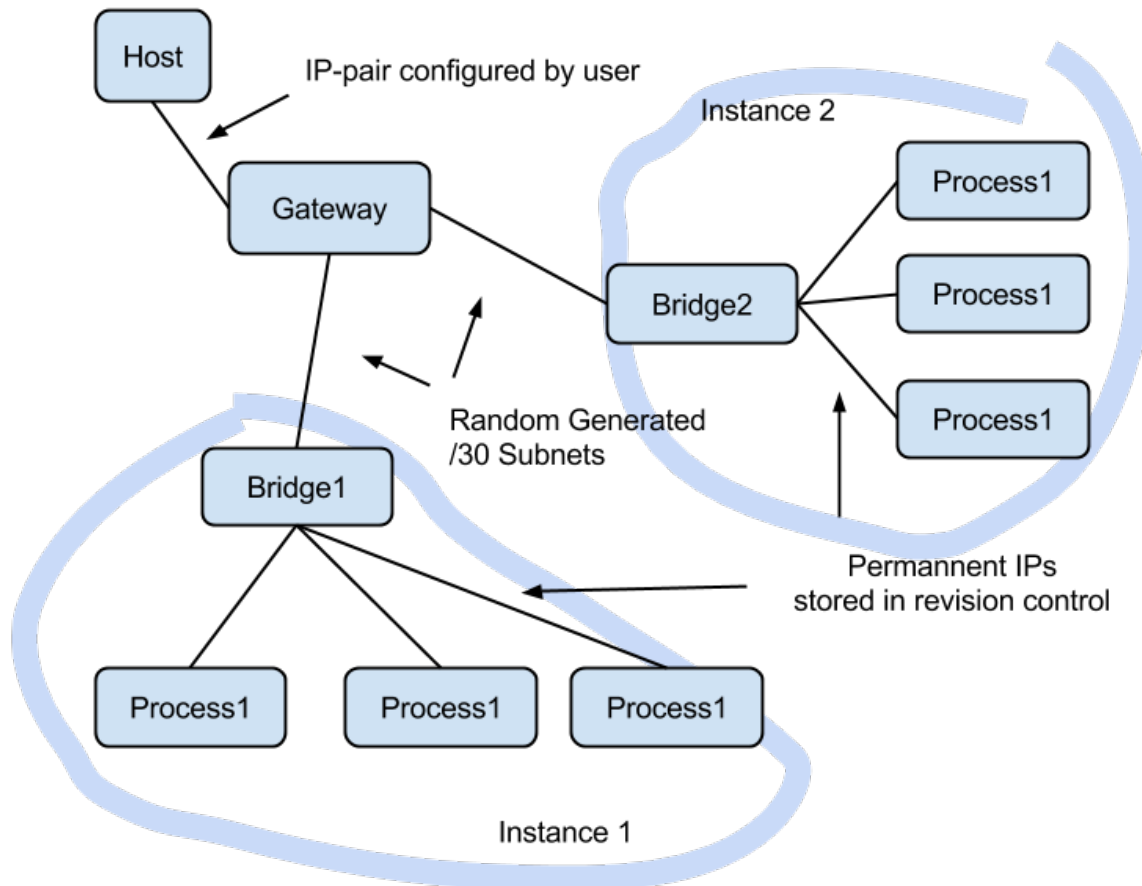 Host
IP-pair configured by user
Instance 2
Process1
Gateway
Process1
Bridge2
Process1
Random Generated
/30 Subnets
Bridge1
Permannent IPs
stored in revision control
Process1
Process1
Process1
Instance 1